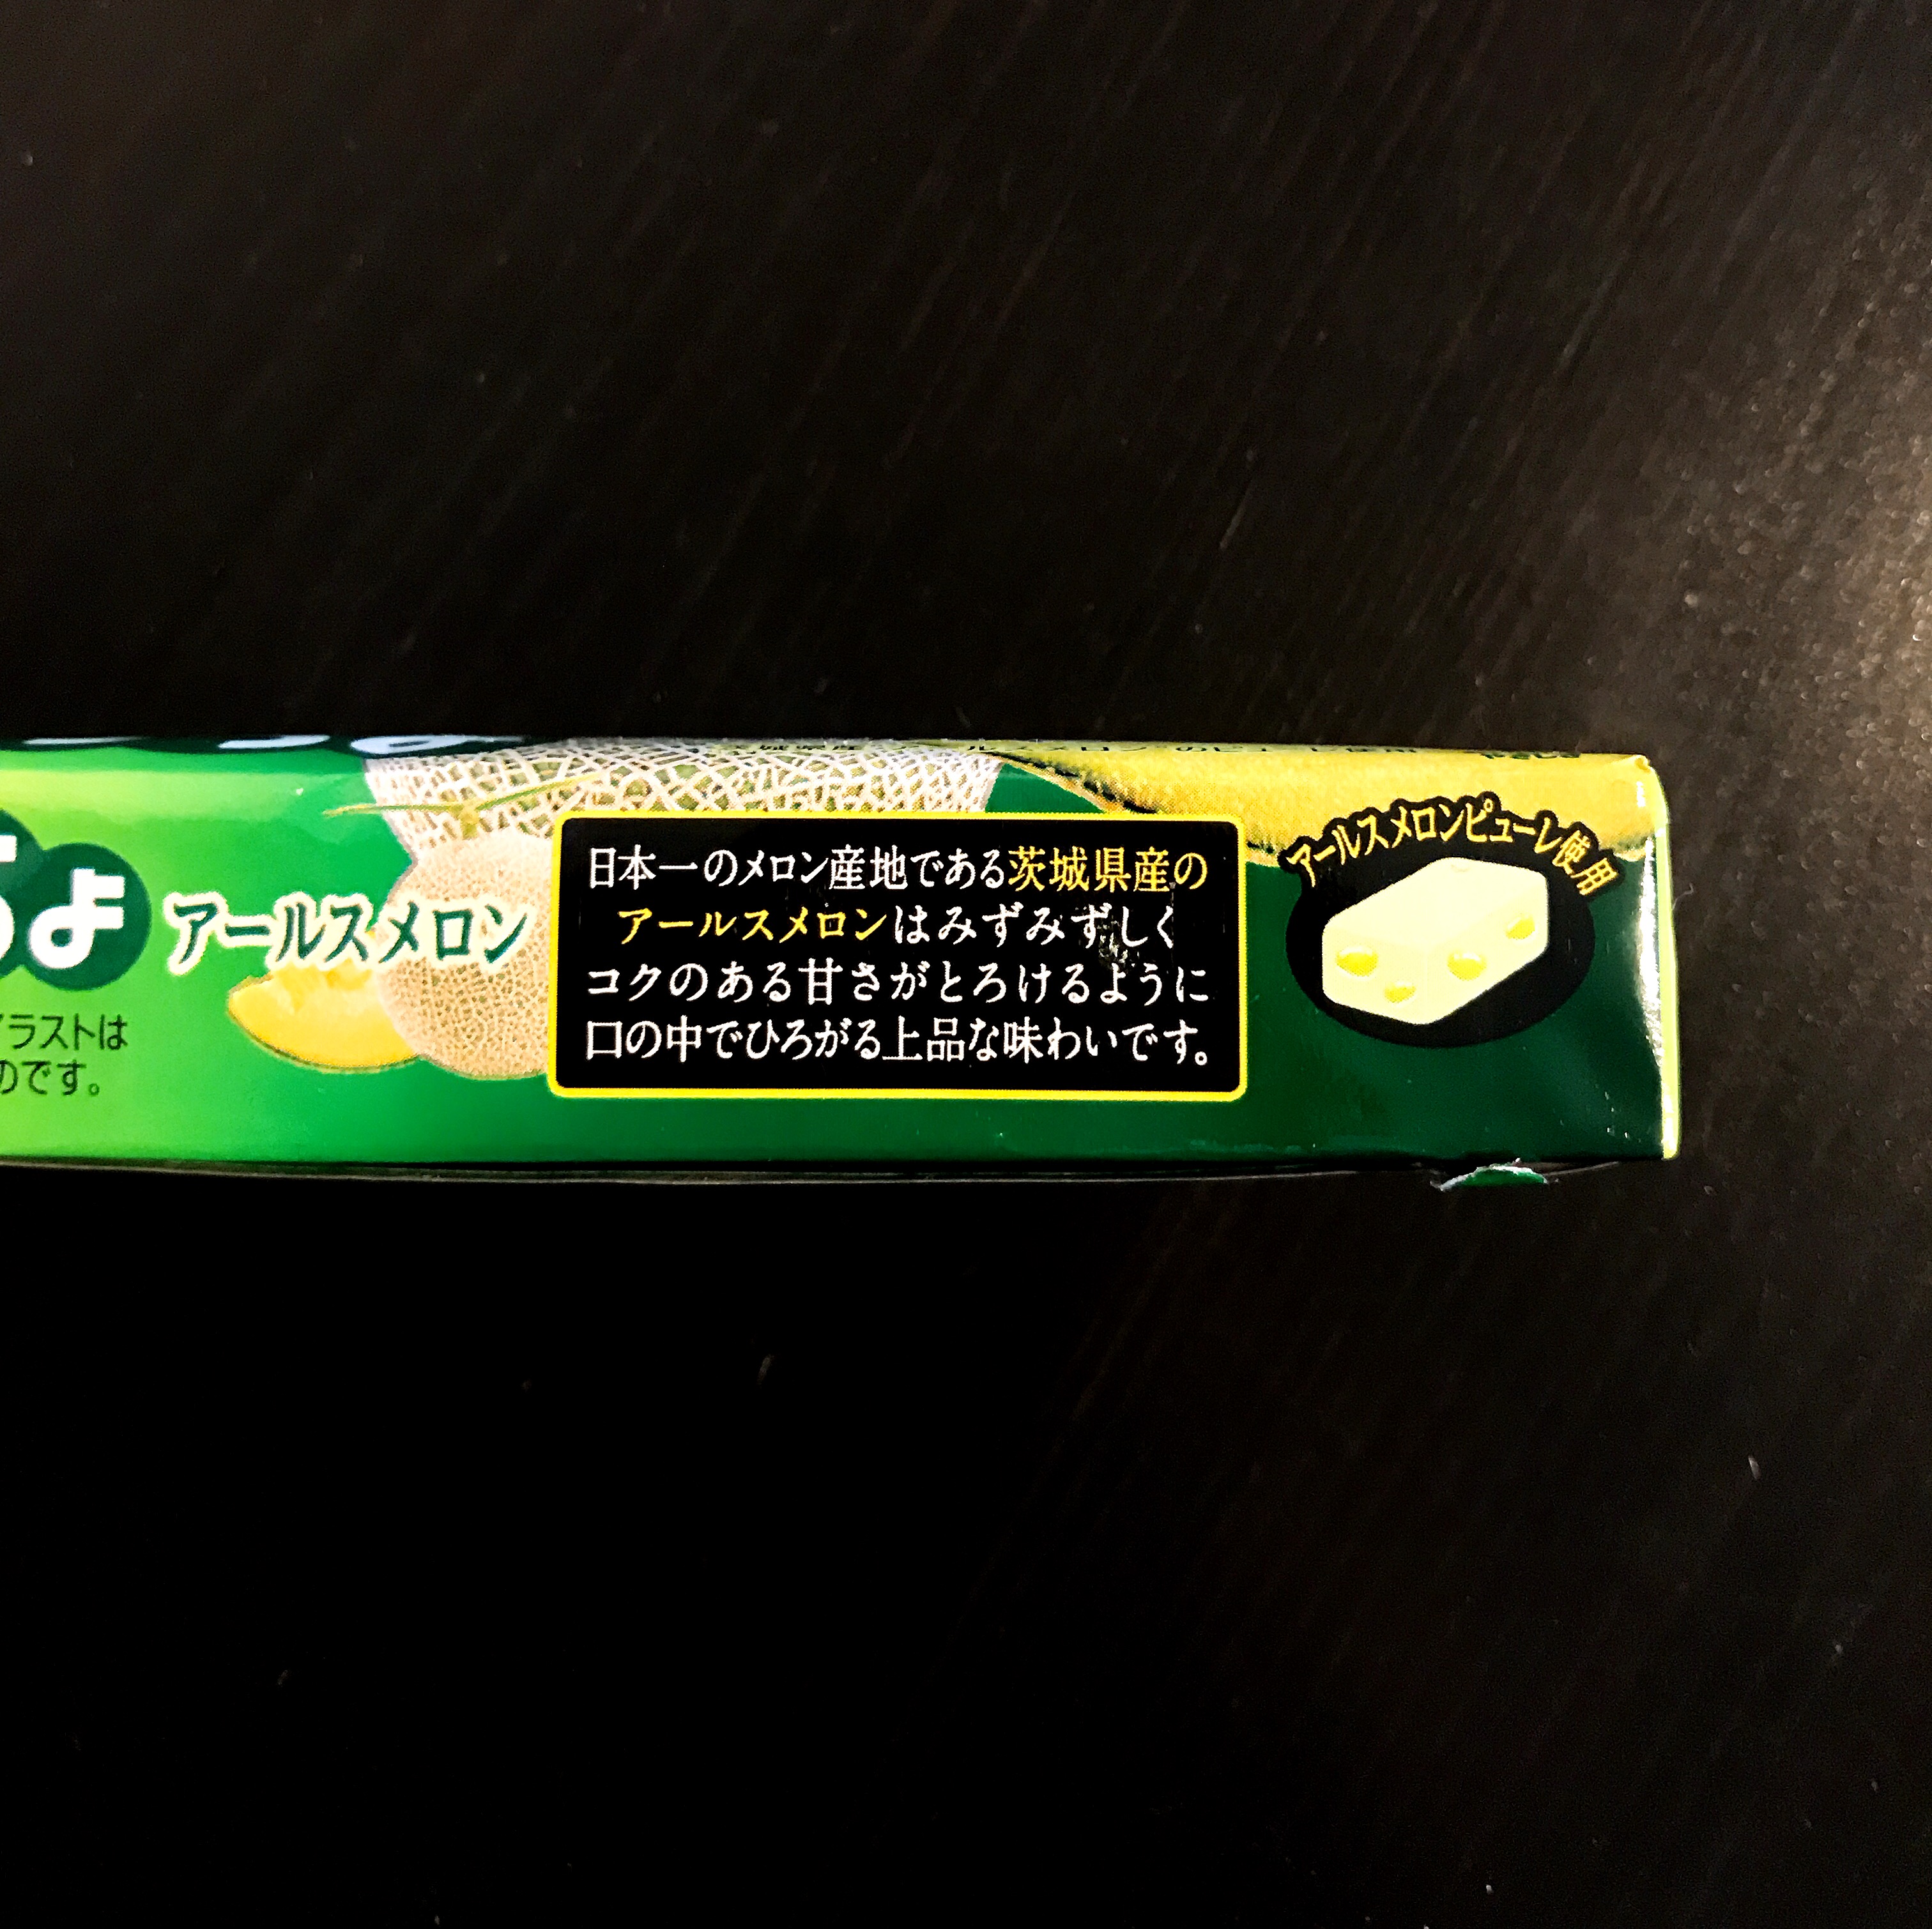 ょ
アールスメロン
ラストは
のです。
日本一のメロン産地である茨城県産の
アールスメロンはみずみずしく
コクのある甘さがとろけるように
口の中でひろがる上品な味わいです。
アールスメロンピューレ使用